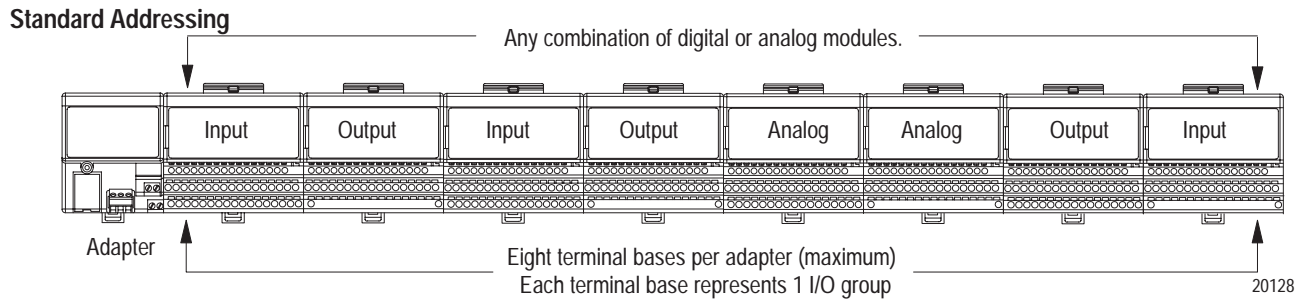 Standard Addressing
Any combination of digital or analog modules.
Input Output Input Output Analog Analog Output Input
Adapter
Eight terminal bases per adapter (maximum)
Each terminal base represents 1 I/O group
20128